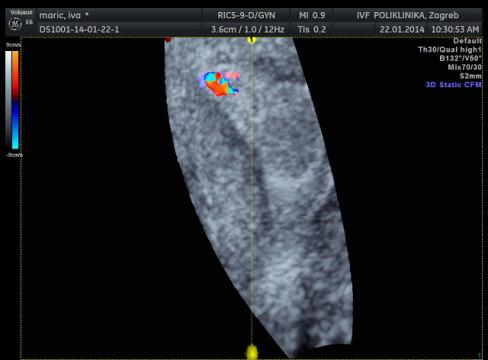 Voluson E6
maric, iva *
RIC5-9-D/GYN
MI 0.9
IVF POLIKLINIKA, Zagreb
D51001-14-01-22-1
3.6cm / 1.0 / 12Hz
TIs 0.2
22.01.2014
10:30:53 AM
9cm/s
-9cm/s
Default
Th30/Qual high1
B132°/V50°
Mix70/30
S2mm
3D Static CFM